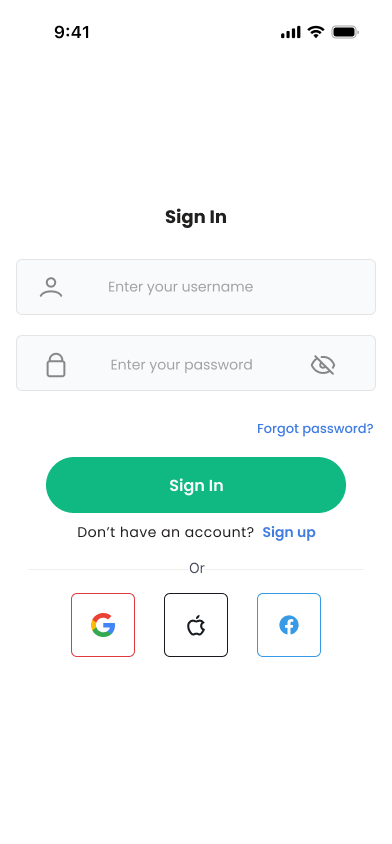 9:41
Sign In
Enter your username
Enter your password
Forgot password?
Sign In
Don’t have an account? Sign up
Or